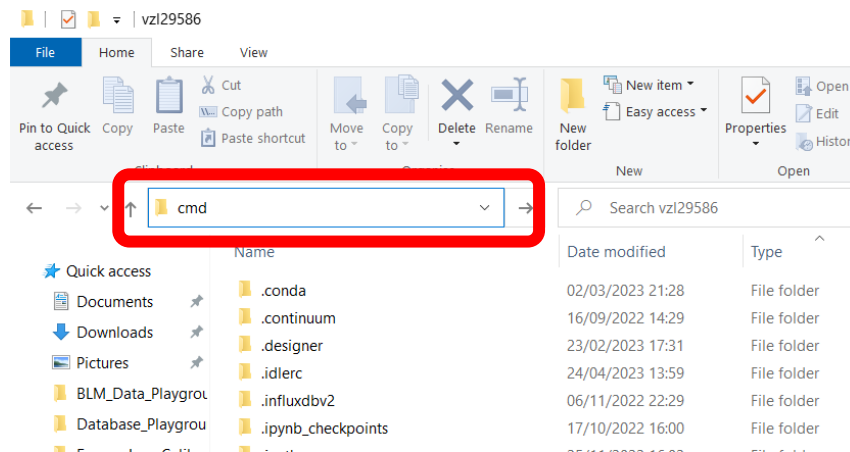 vzl29586
File Home Share View
Pin to Quick access
Copy
Paste
Cut
Copy path
Paste shortcut
Move to
Copy to
Delete
Rename
New folder
New item
Easy access
Properties
Open
Edit
Histor
New
Open
cmd
Search vzl29586
Name Date modified Type
Quick access
Documents
Downloads
Pictures
BLM_Data_Playgrou
Database_Playgrou
.conda 02/03/2023 21:28 File folder
.continuum 16/09/2022 14:29 File folder
.designer 23/02/2023 17:31 File folder
.idlerc 24/04/2023 13:59 File folder
.influxdbv2 06/11/2022 22:29 File folder
.ipynb_checkpoints 17/10/2022 16:00 File folder